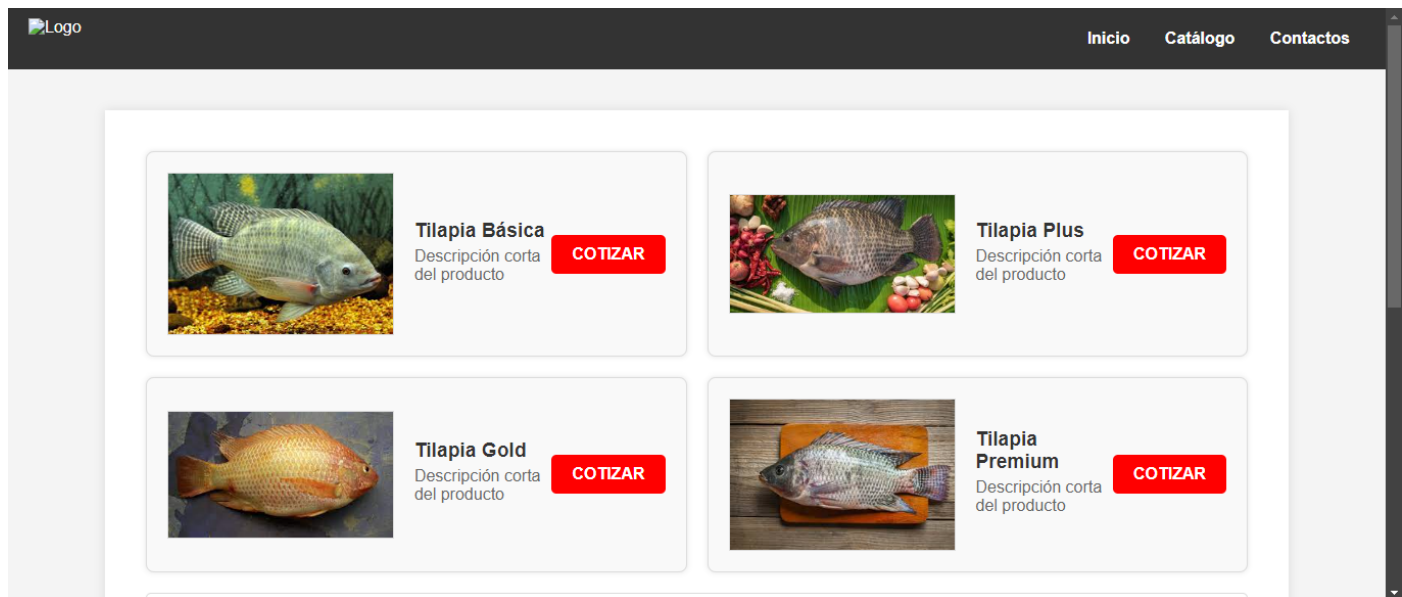 Logo
Inicio Catálogo Contactos
Tilapia Básica
Descripción corta
del producto
COTIZAR
Tilapia Plus
Descripción corta
del producto
COTIZAR
Tilapia Gold
Descripción corta
del producto
COTIZAR
Tilapia
Premium
Descripción corta
del producto
COTIZAR